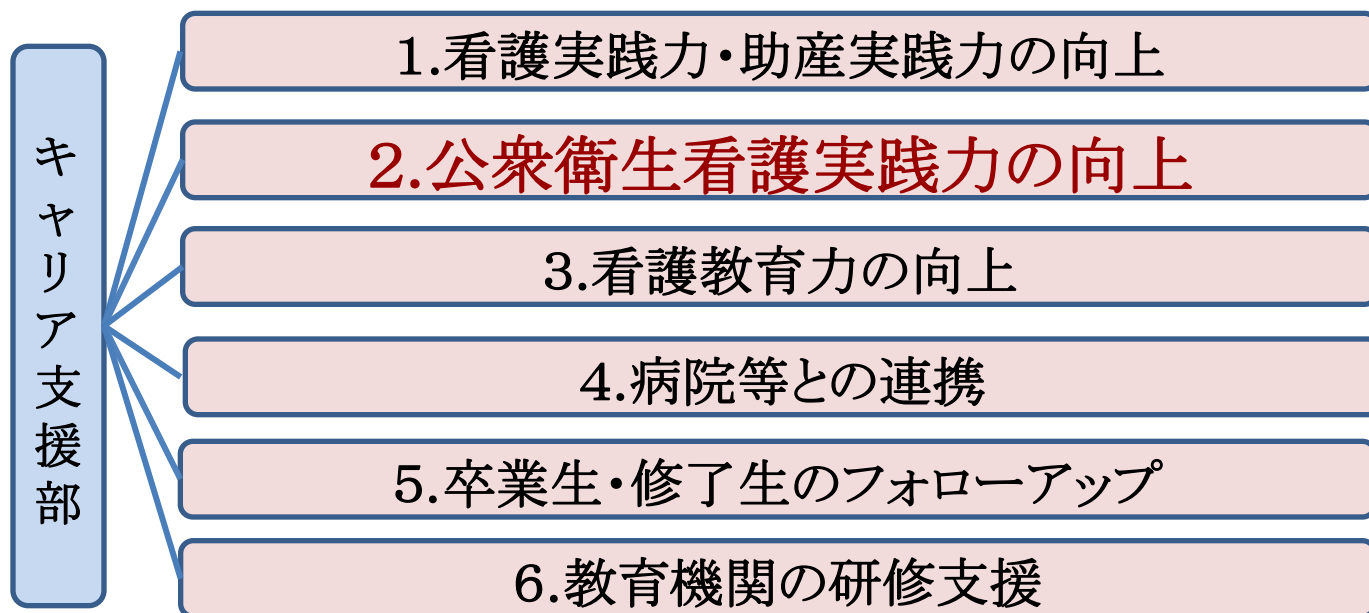 キャリア支援部
1.看護実践力・助産実践力の向上
2.公衆衛生看護実践力の向上
3.看護教育力の向上
4.病院等との連携
5.卒業生・修了生のフォローアップ
6.教育機関の研修支援